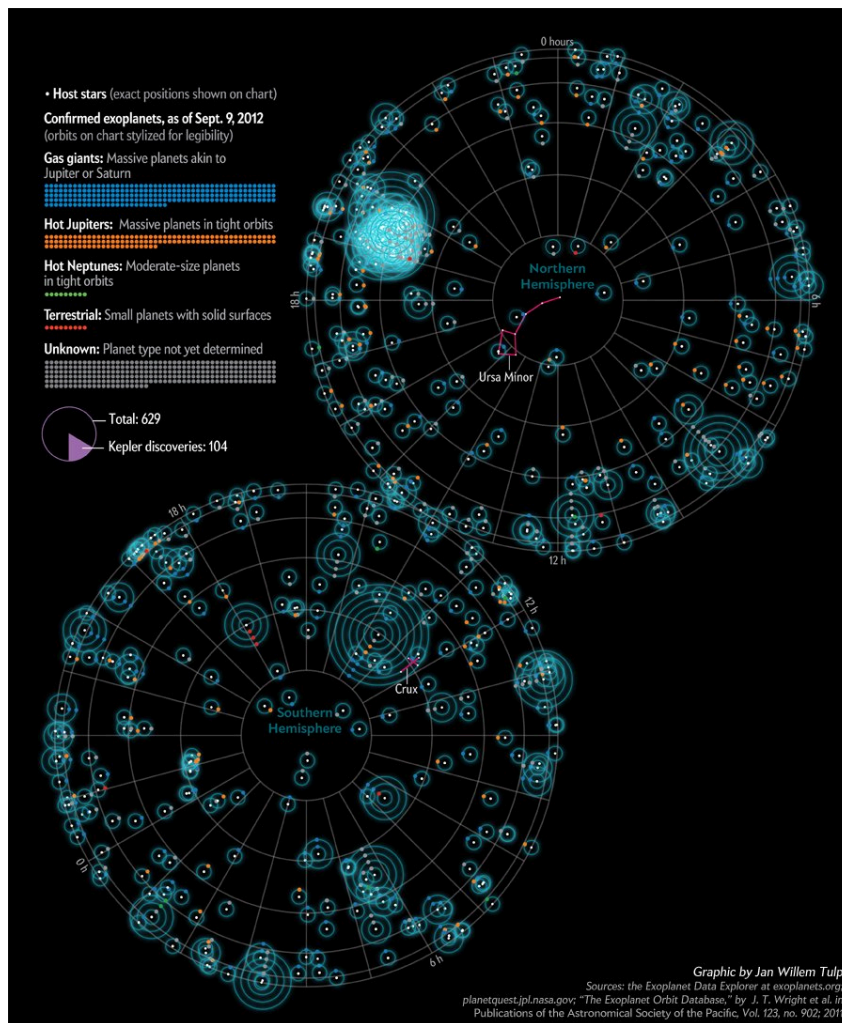 0 hours
• Host stars (exact positions shown on chart)
Confirmed exoplanets, as of Sept. 9, 2012
(orbits on chart stylized for legibility)
Gas giants: Massive planets akin to
Jupiter or Saturn
Hot Jupiters: Massive planets in tight orbits
Hot Neptunes: Moderate-size planets
in tight orbits
Terrestrial: Small planets with solid surfaces
Unknown: Planet type not yet determined
Total: 629
Kepler discoveries: 104
Northern
Hemisphere
18 h
6 h
Ursa Minor
12 h
18 h
12 h
Crux
Southern
Hemisphere
0 h
6 h
Graphic by Jan Willem Tulp
Sources: the Exoplanet Data Explorer at exoplanets.org;
planetquest.jpl.nasa.gov; “The Exoplanet Orbit Database,” by J. T. Wright et al. in
Publications of the Astronomical Society of the Pacific, Vol. 123, no. 902; 2011